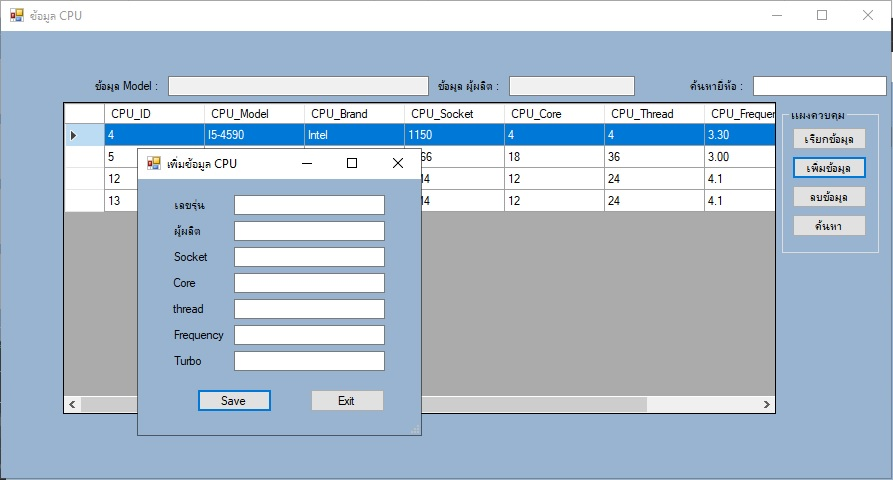 ข้อมูล CPU
ข้อมูล Model : ข้อมูล ผู้ผลิต : ค้นหายี่ห้อ :
CPU_ID CPU_Model CPU_Brand CPU_Socket CPU_Core CPU_Thread CPU_Frequen
แผงควบคุม
4 I5-4590 Intel 1150 4 4 3.30
เรียกข้อมูล
5 66 18 36 3.00
เพิ่มข้อมูล
12 12 24 4.1
13 12 24 4.1
ลบข้อมูล
ค้นหา
เพิ่มข้อมูล CPU
เลขรุ่น
ผู้ผลิต
Socket
Core
thread
Frequency
Turbo
Save Exit